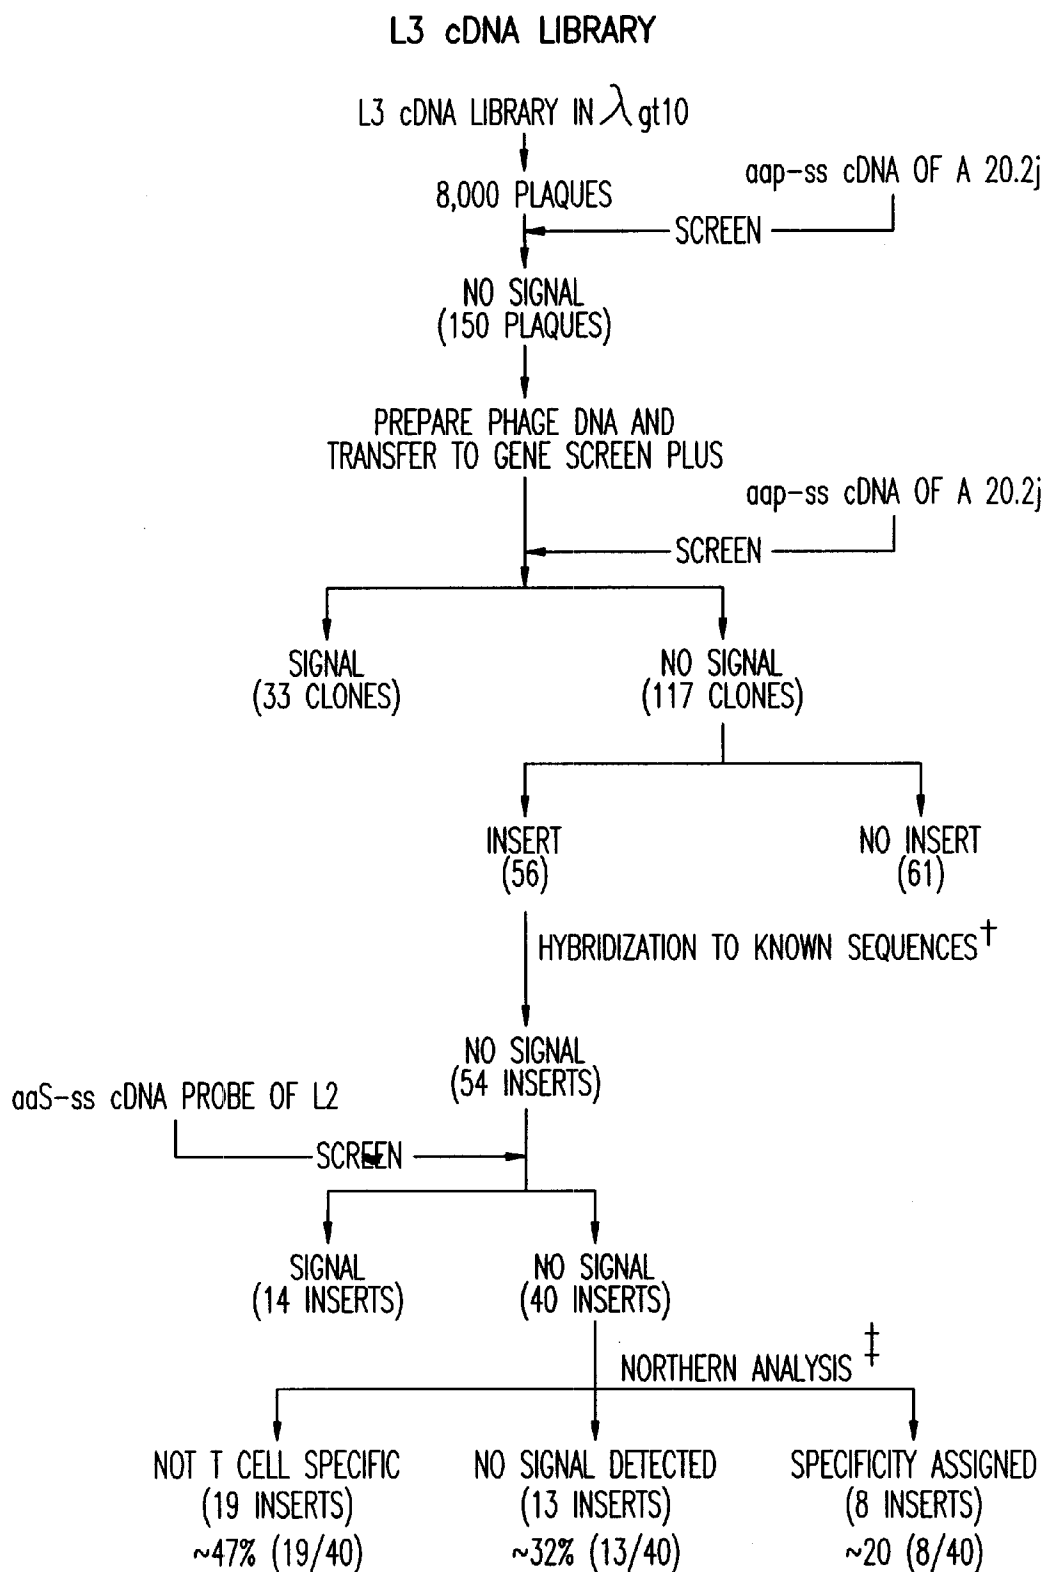 L3 cDNA LIBRARY
L3 cDNA LIBRARY IN λ gt10
8,000 PLAQUES
aap-ss cDNA OF A 20.2j
SCREEN
NO SIGNAL
(150 PLAQUES)
PREPARE PHAGE DNA AND
TRANSFER TO GENE SCREEN PLUS
aap-ss cDNA OF A 20.2j
SCREEN
SIGNAL
(33 CLONES)
NO SIGNAL
(117 CLONES)
INSERT
(56)
NO INSERT
(61)
HYBRIDIZATION TO KNOWN SEQUENCES†
NO SIGNAL
(54 INSERTS)
aaS-ss cDNA PROBE OF L2
SCREEN
SIGNAL
(14 INSERTS)
NO SIGNAL
(40 INSERTS)
NORTHERN ANALYSIS ‡
NOT T CELL SPECIFIC
(19 INSERTS)
~47% (19/40)
NO SIGNAL DETECTED
(13 INSERTS)
~32% (13/40)
SPECIFICITY ASSIGNED
(8 INSERTS)
~20 (8/40)